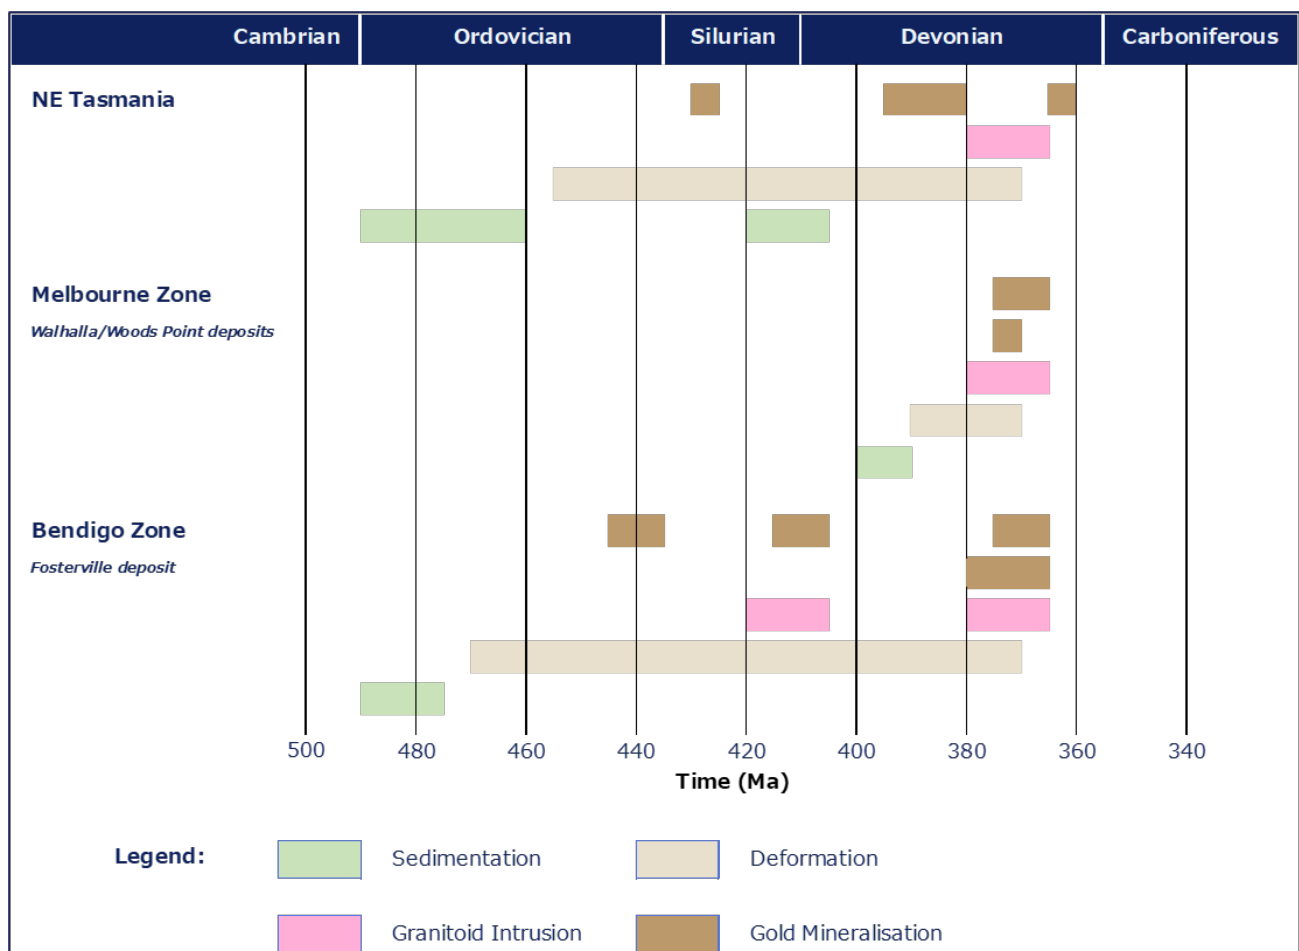 Cambrian Ordovician Silurian Devonian Carboniferous
NE Tasmania
Melbourne Zone
Walhalla/Woods Point deposits
Bendigo Zone
Fosterville deposit
500 480 460 440 420 400 380 360 340
Time (Ma)
Legend: Sedimentation Deformation
Granitoid Intrusion Gold Mineralisation